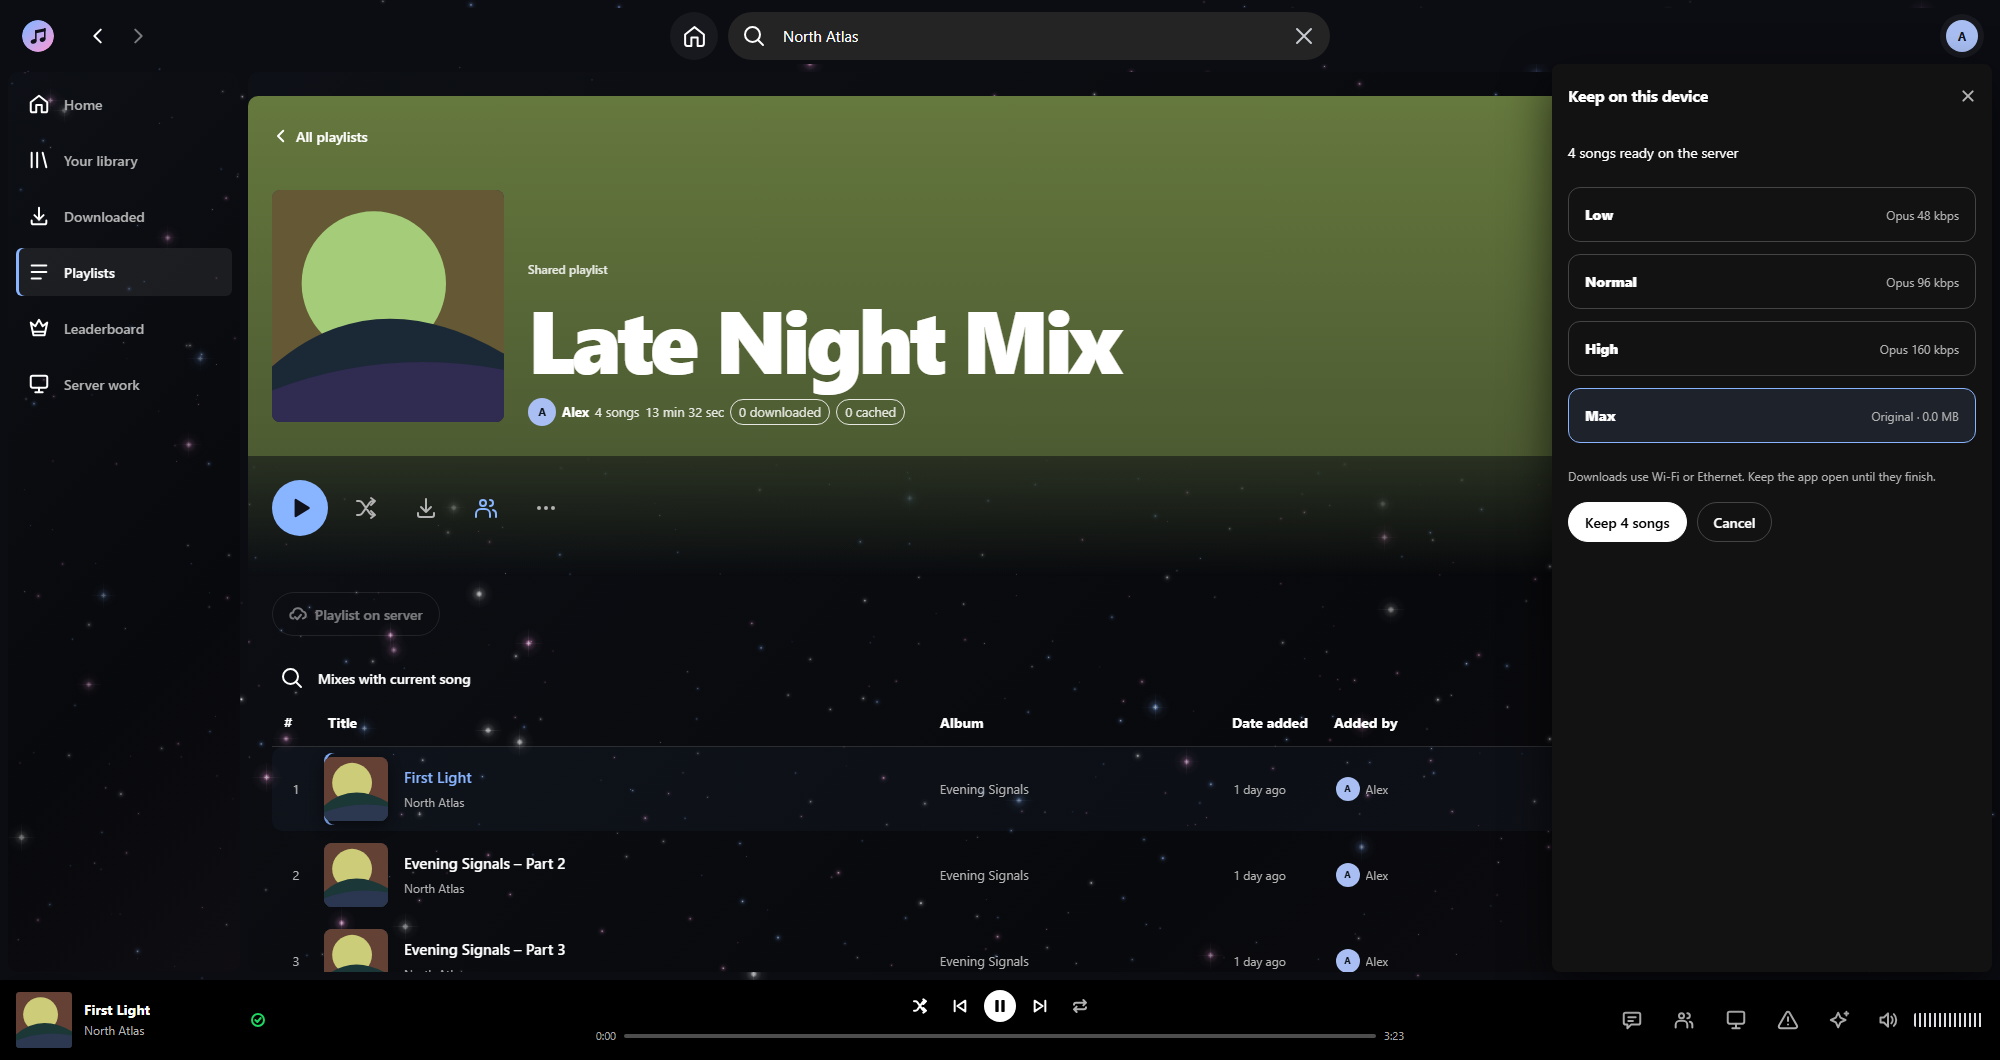 North Atlas
A
Home
Your library
Downloaded
Playlists
Leaderboard
Server work
All playlists
Shared playlist
Late Night Mix
A Alex 4 songs 13 min 32 sec 0 downloaded 0 cached
Playlist on server
Mixes with current song
# Title Album Date added Added by
1 First Light Evening Signals 1 day ago A Alex
North Atlas
2 Evening Signals – Part 2 Evening Signals 1 day ago A Alex
North Atlas
3 Evening Signals – Part 3 Evening Signals 1 day ago A Alex
Keep on this device
4 songs ready on the server
Low Opus 48 kbps
Normal Opus 96 kbps
High Opus 160 kbps
Max Original · 0.0 MB
Downloads use Wi-Fi or Ethernet. Keep the app open until they finish.
Keep 4 songs Cancel
First Light
North Atlas
0:00 3:23